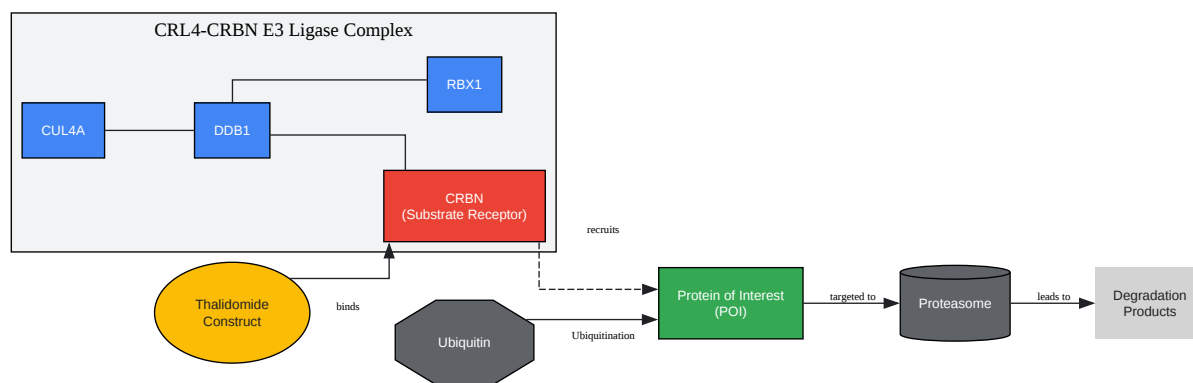 CRL4-CRBN E3 Ligase Complex
RBX1
CUL4A
DDB1
CRBN
(Substrate Receptor)
recruits
Thalidomide
Construct
binds
Protein of Interest
(POI)
targeted to
Proteasome
leads to
Degradation
Products
Ubiquitin
Ubiquitination